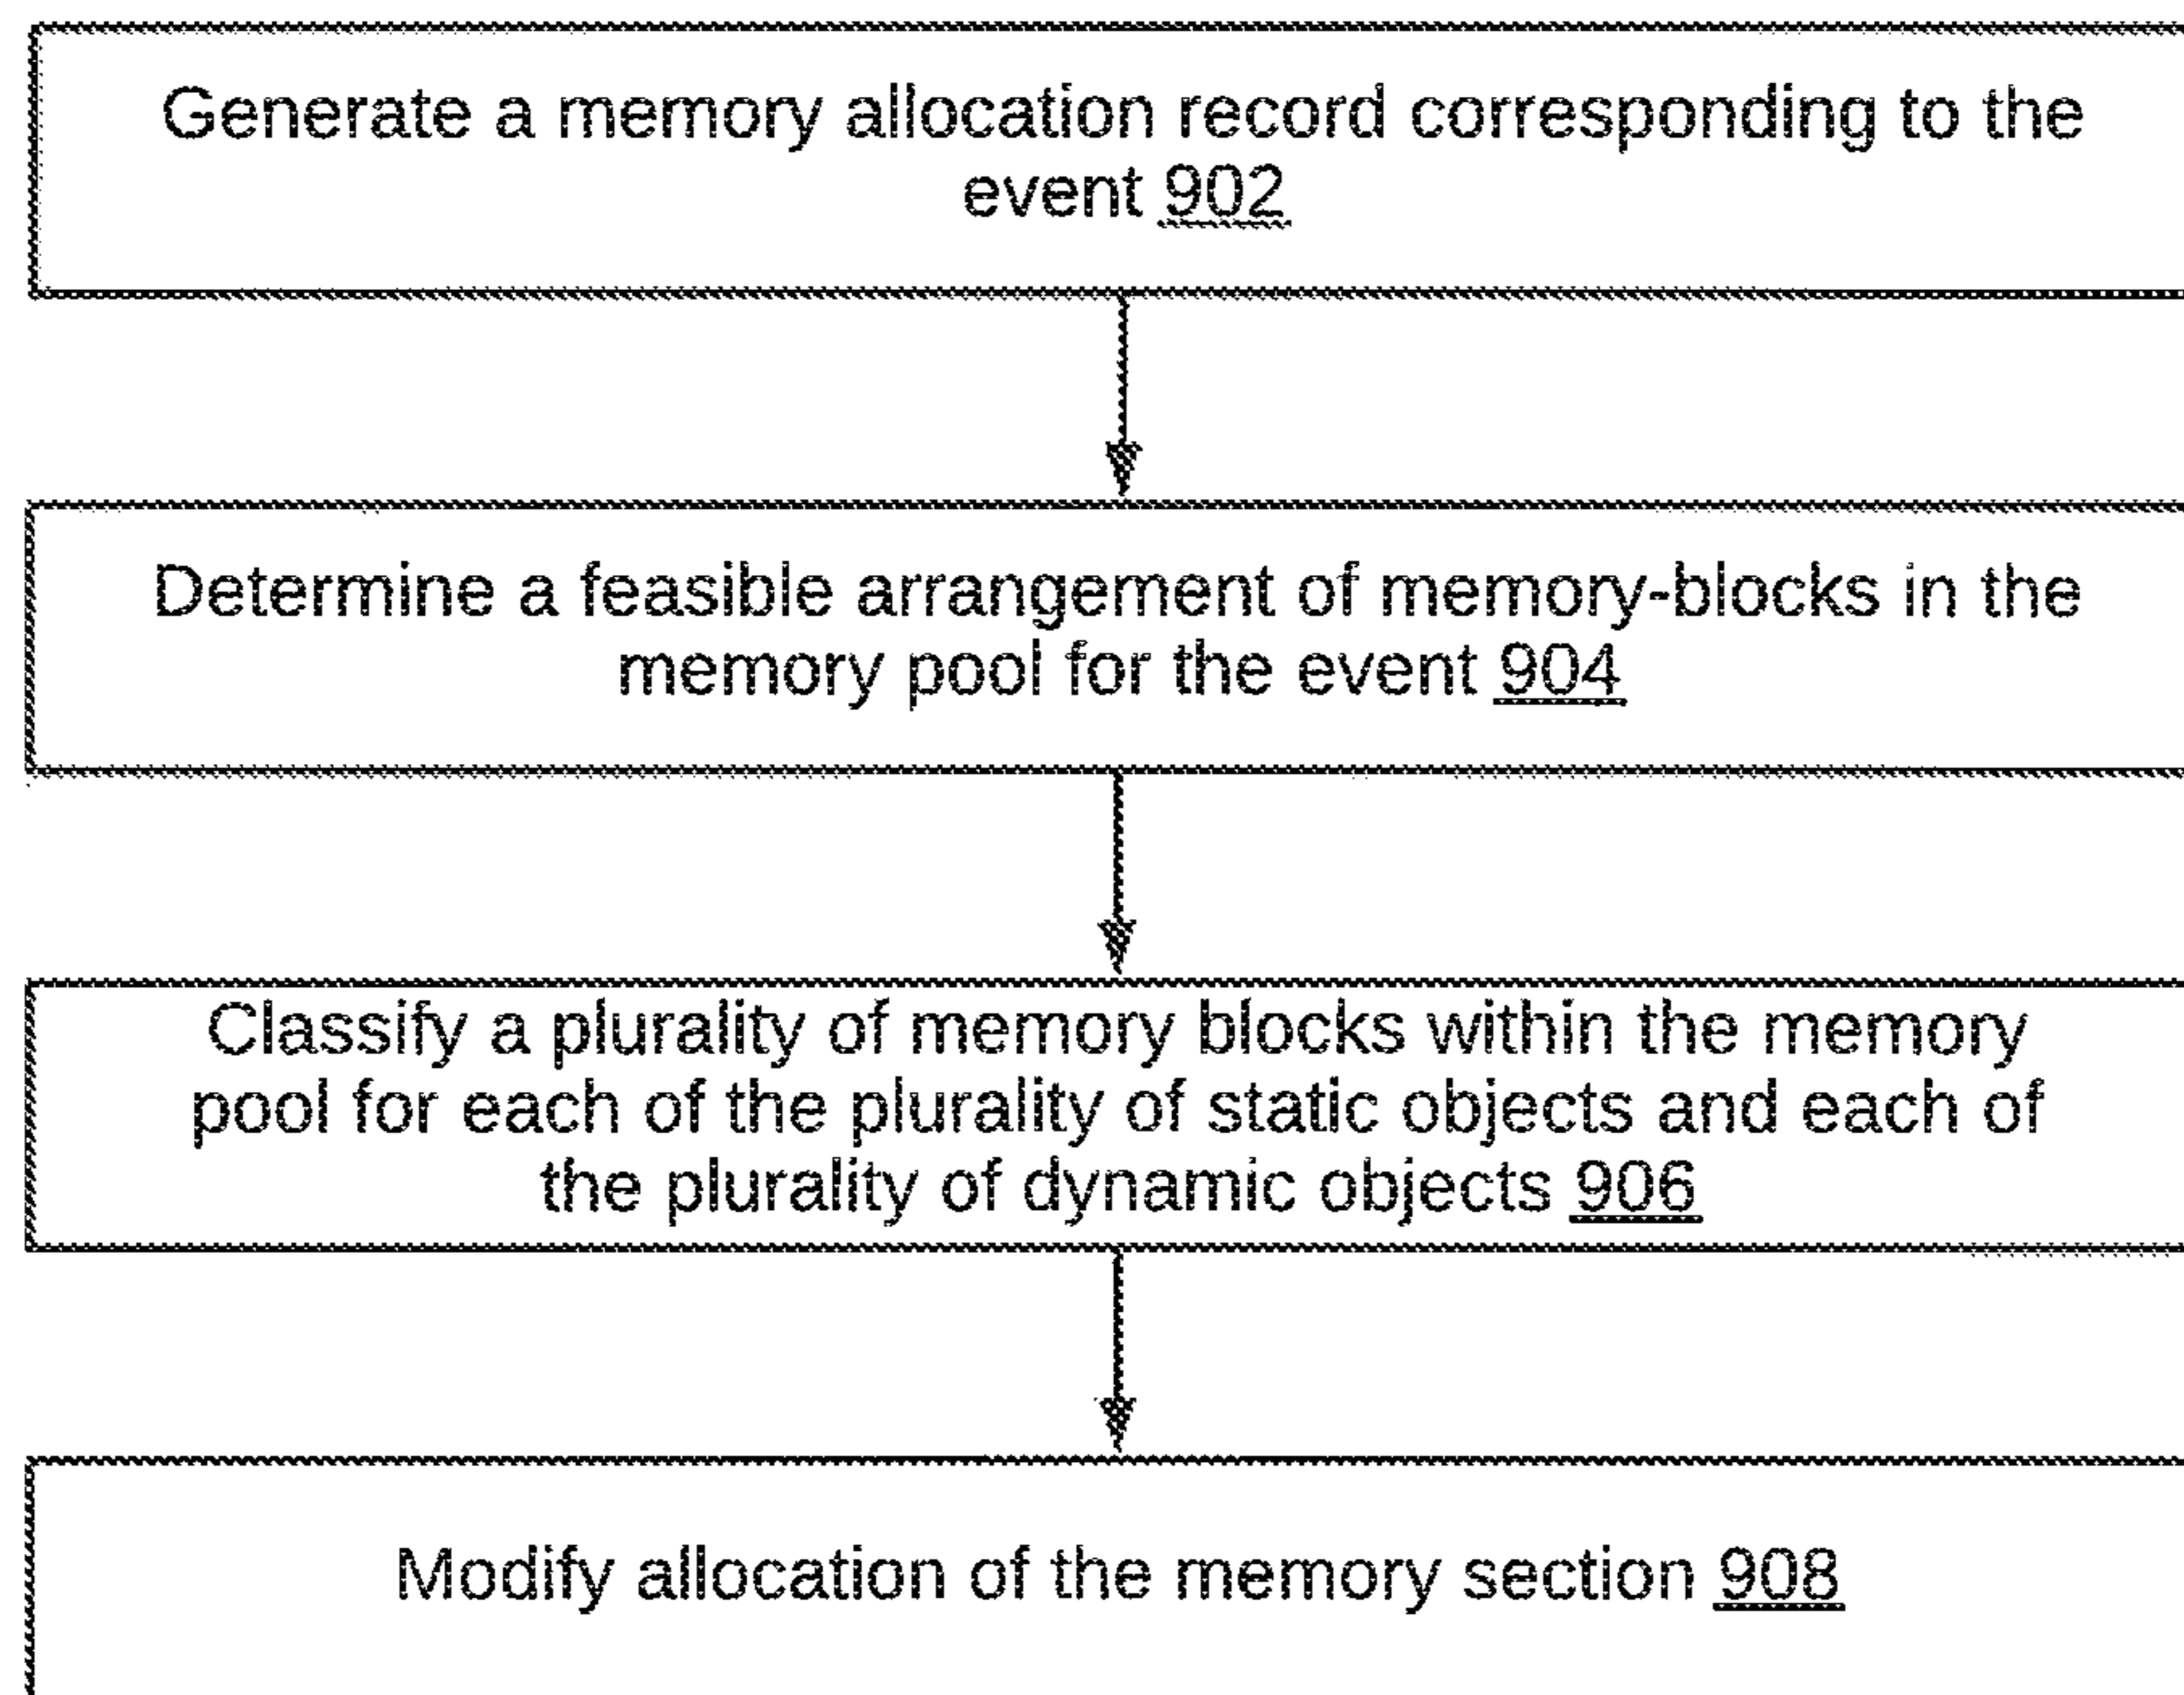 Generate a memory allocation record corresponding to the
event 902
Determine a feasible arrangement of memory-blocks in the
memory pool for the event 904
Classify a plurality of memory blocks within the memory
pool for each of the plurality of static objects and each of
the plurality of dynamic objects 906
Modify allocation of the memory section 908